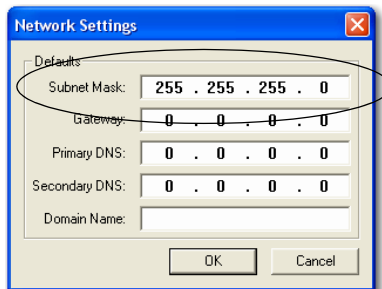 Network Settings
Defaults
Subnet Mask: 255 . 255 . 255 . 0
Gateway: 0 . 0 . 0 . 0
Primary DNS: 0 . 0 . 0 . 0
Secondary DNS: 0 . 0 . 0 . 0
Domain Name:
OK Cancel